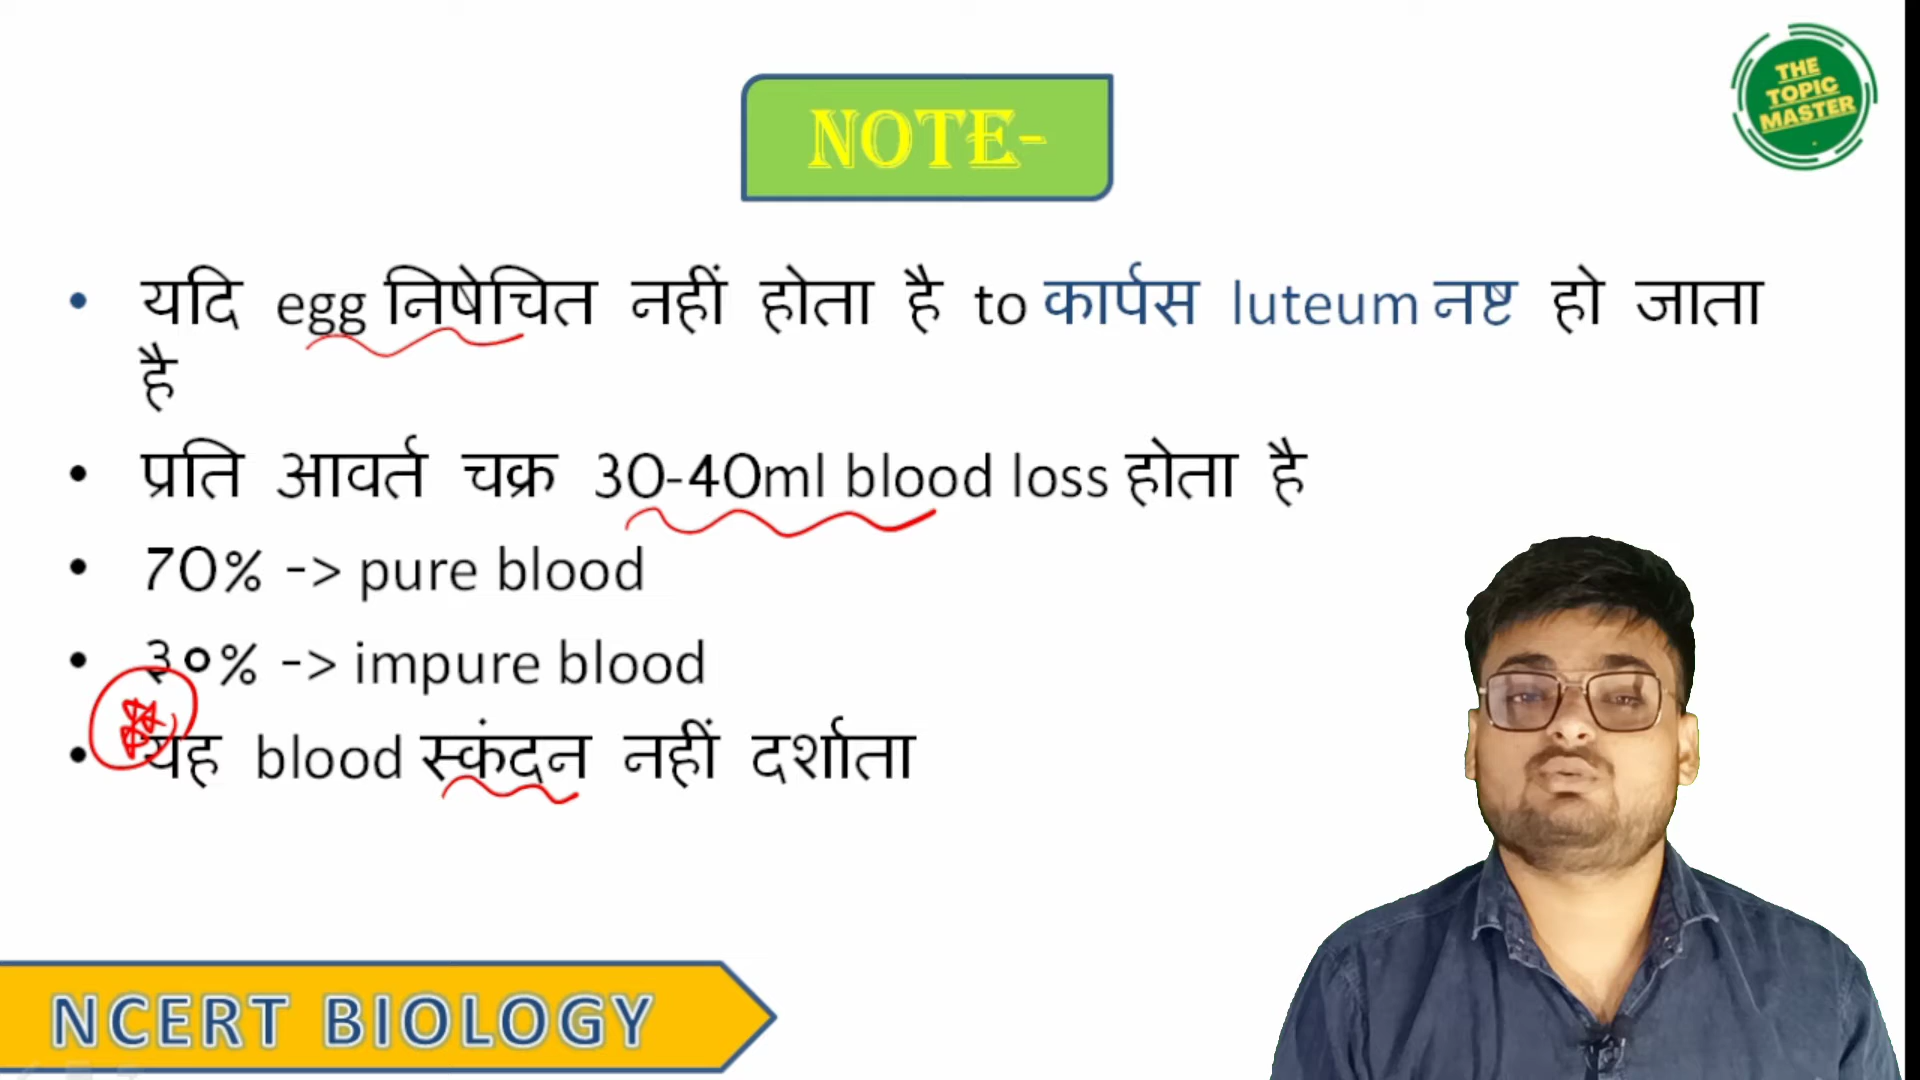 THE
TOPIC
MASTER
NOTE-
• यदि egg निषेचित नहीं होता है to कार्पस luteum नष्ट हो जाता
है
• प्रति आवर्त चक्र 30-40ml blood loss होता है
• 70% -> pure blood
• ३०% -> impure blood
• यह blood स्कंदन नहीं दर्शाता
NCERT BIOLOGY